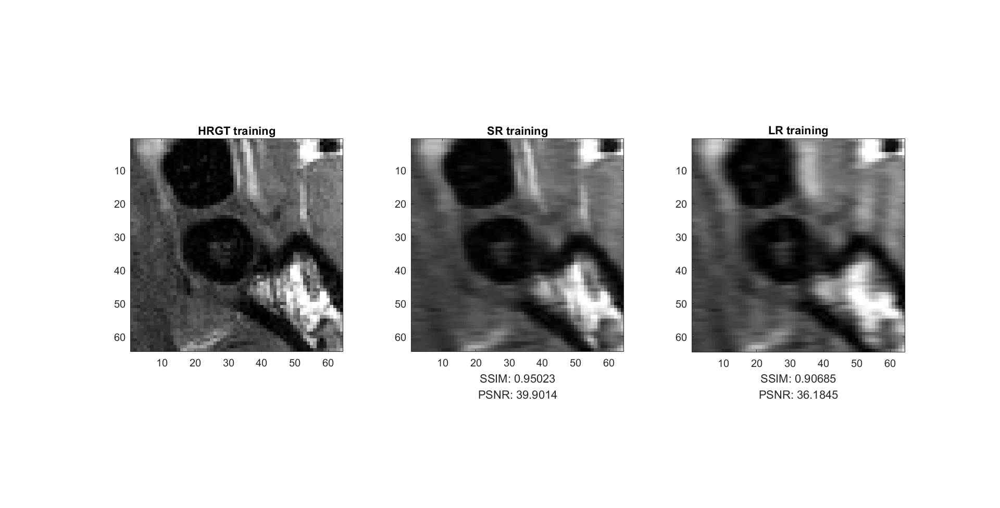 HRGT training
10
20
30
40
50
60
10 20 30 40 50 60
SR training
10
20
30
40
50
60
10 20 30 40 50 60
SSIM: 0.95023
PSNR: 39.9014
LR training
10
20
30
40
50
60
10 20 30 40 50 60
SSIM: 0.90685
PSNR: 36.1845